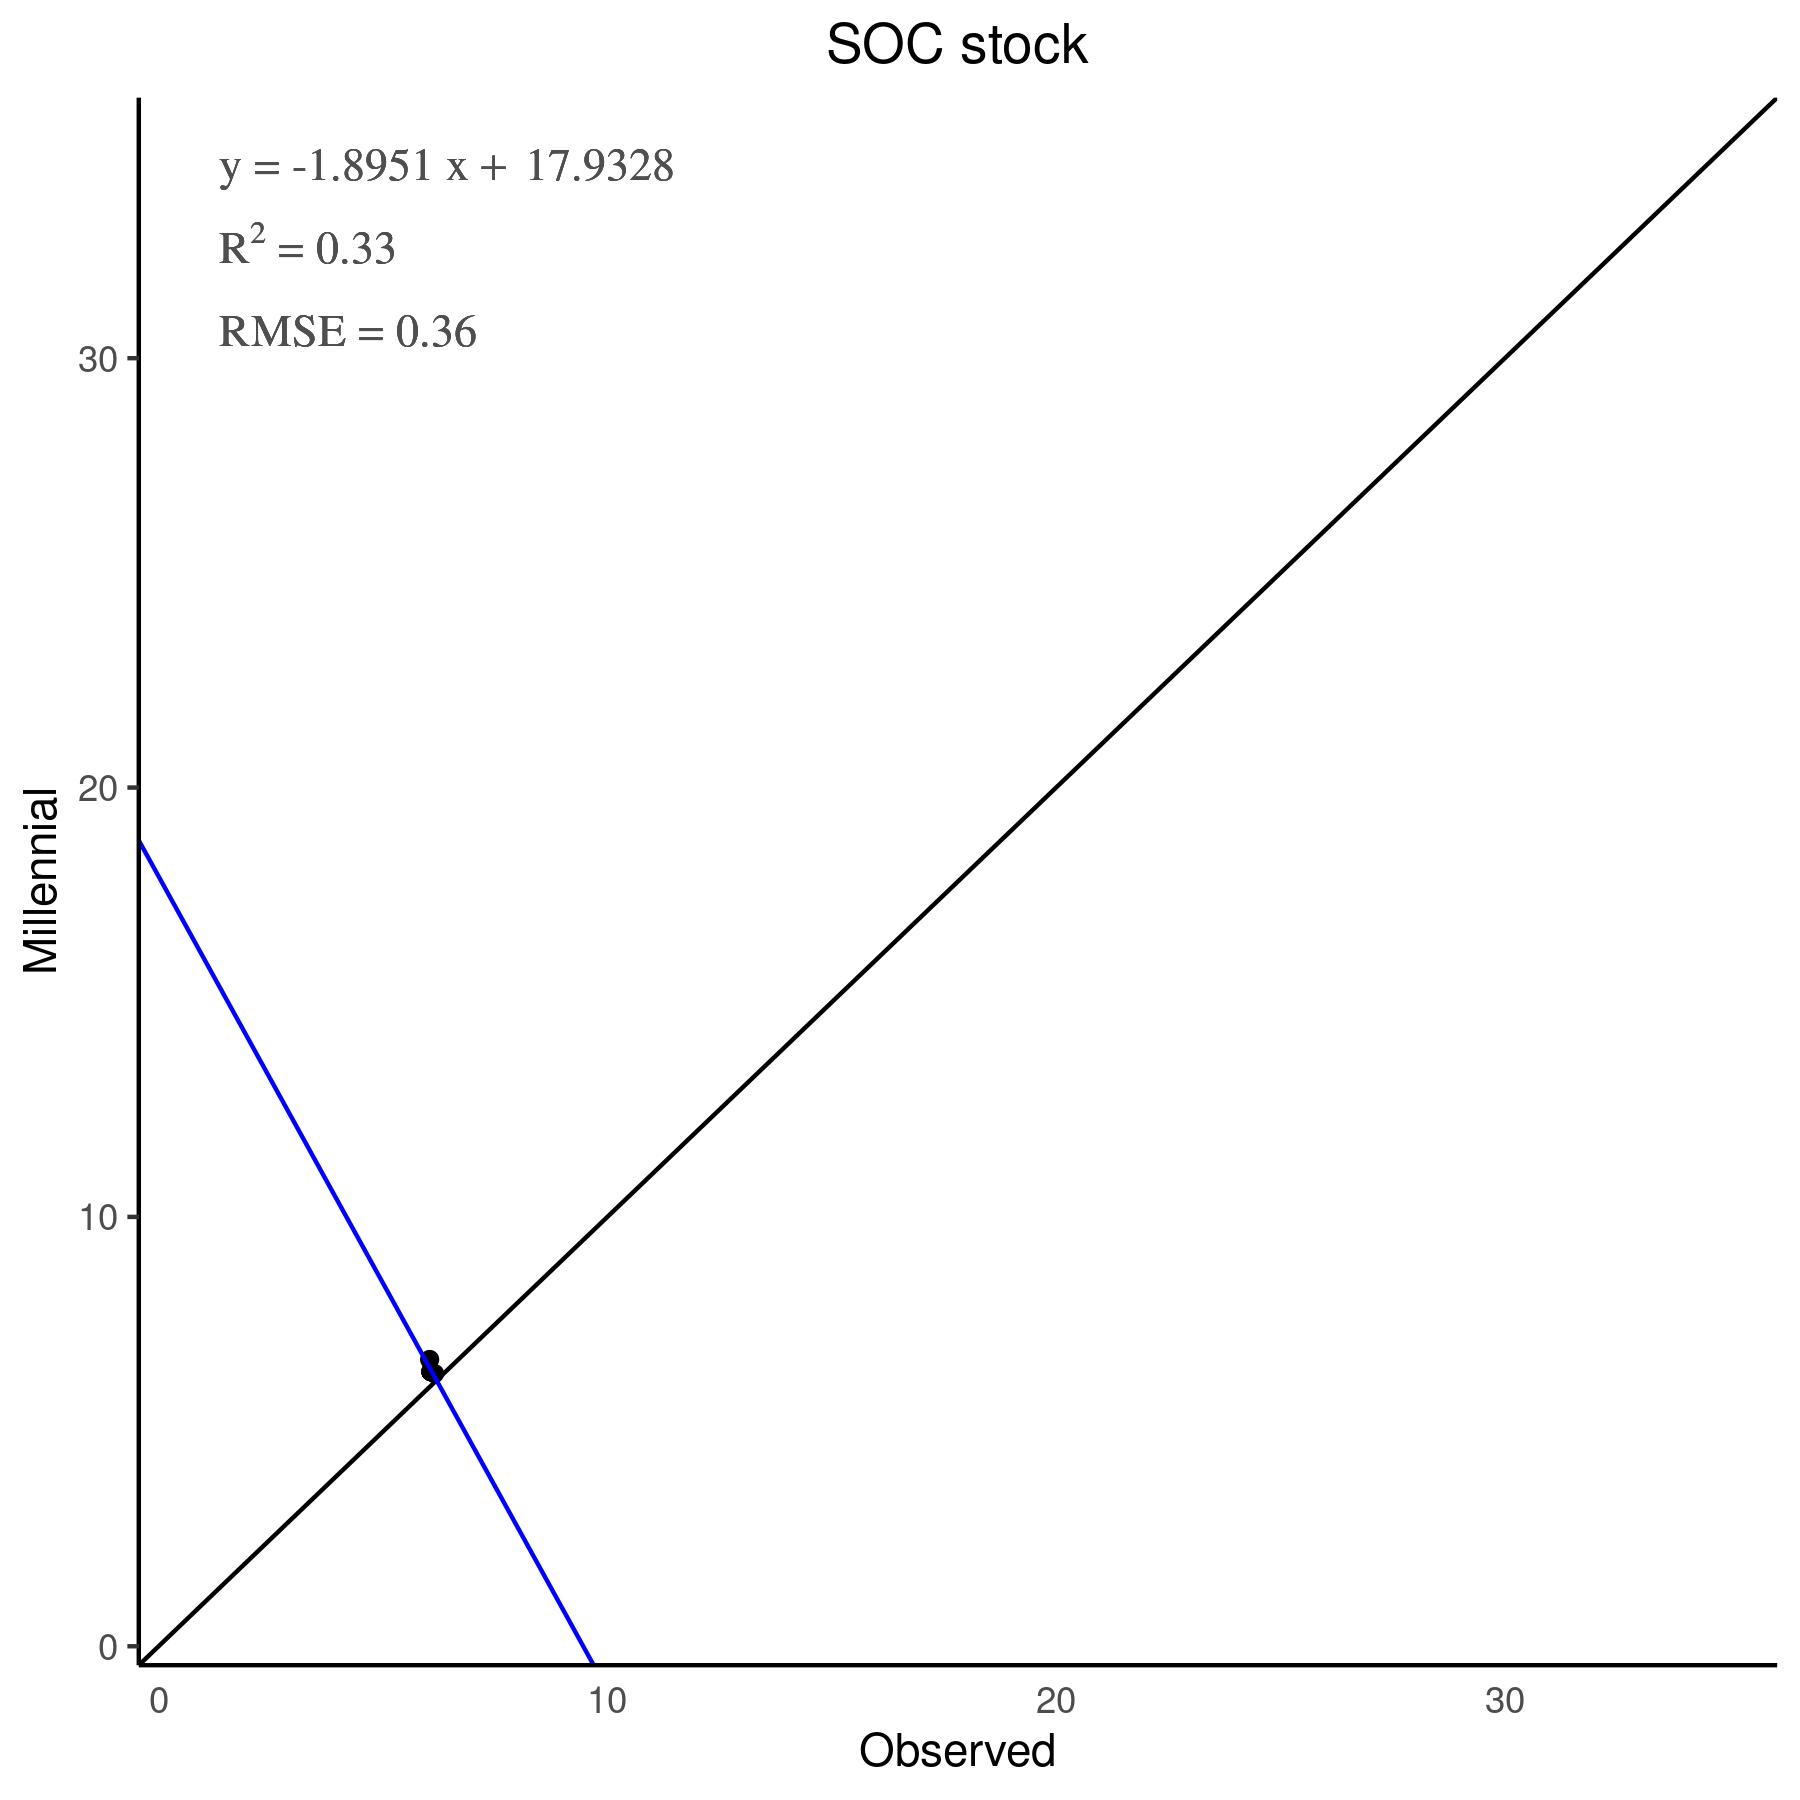 SOC stock
y = -1.8951 x + 17.9328
R² = 0.33
RMSE = 0.36
30
20
10
0
Millennial
0 10 20 30
Observed